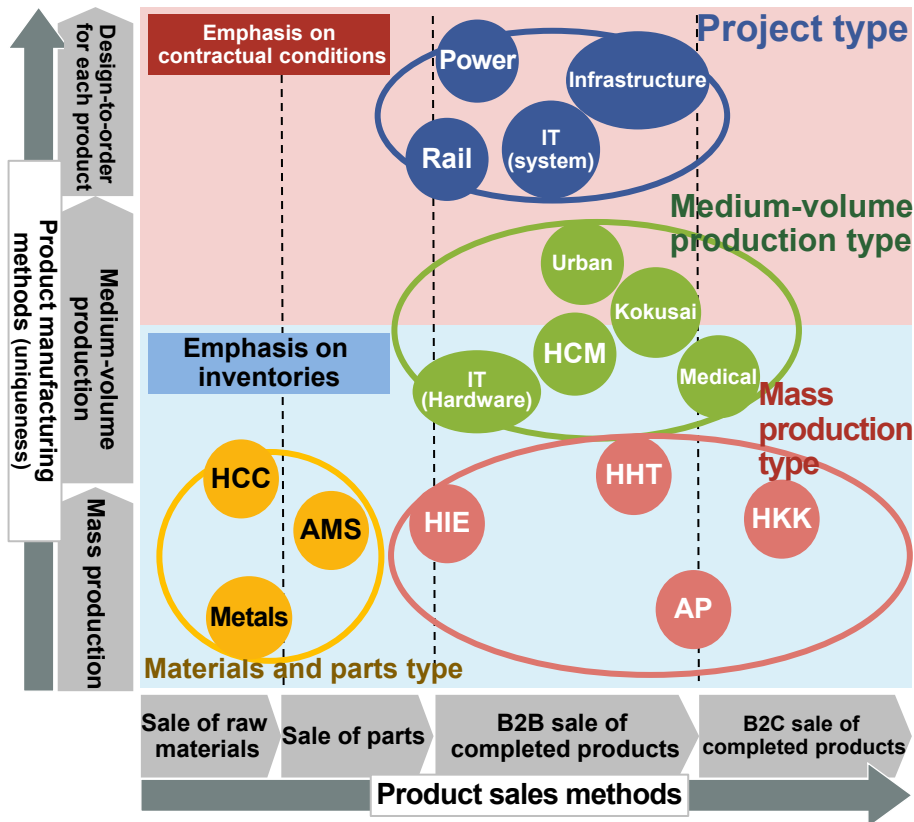 Design-to-order
for each product
Product manufacturing
methods (uniqueness)
Medium-volume
production
Mass production
Emphasis on
contractual conditions
Project type
Power
Infrastructure
Rail
IT
(system)
Medium-volume
production type
Urban
Kokusai
HCM
Emphasis on
inventories
IT
(Hardware)
Medical
Mass
production
type
HCC
AMS
Metals
Materials and parts type
HHT
HIE
HKK
AP
Sale of raw
materials
Sale of parts
B2B sale of
completed products
B2C sale of
completed products
Product sales methods